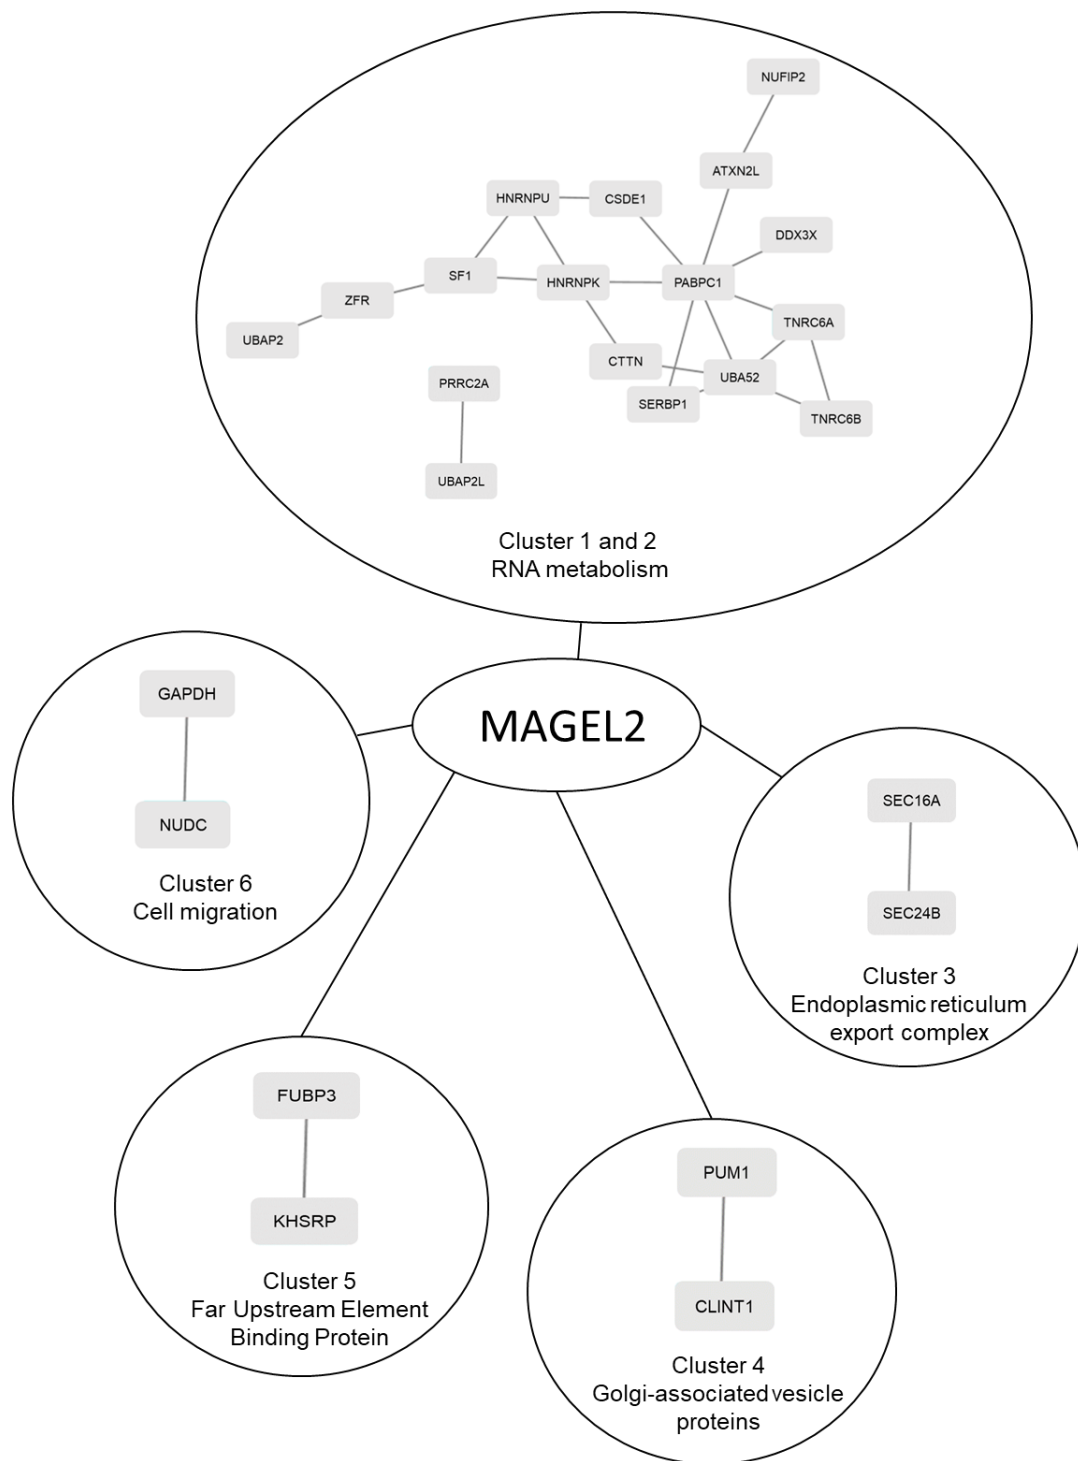 NUFIP2
ATXN2L
HNRNPU
CSDE1
DDX3X
SF1
HNRNPK
PABPC1
ZFR
TNRC6A
UBAP2
CTTN
UBA52
PRRC2A
SERBP1
TNRC6B
UBAP2L
Cluster 1 and 2
RNA metabolism
MAGEL2
GAPDH
NUDC
Cluster 6
Cell migration
SEC16A
SEC24B
Cluster 3
Endoplasmic reticulum
export complex
FUBP3
KHSRP
Cluster 5
Far Upstream Element
Binding Protein
PUM1
CLINT1
Cluster 4
Golgi-associated vesicle
proteins